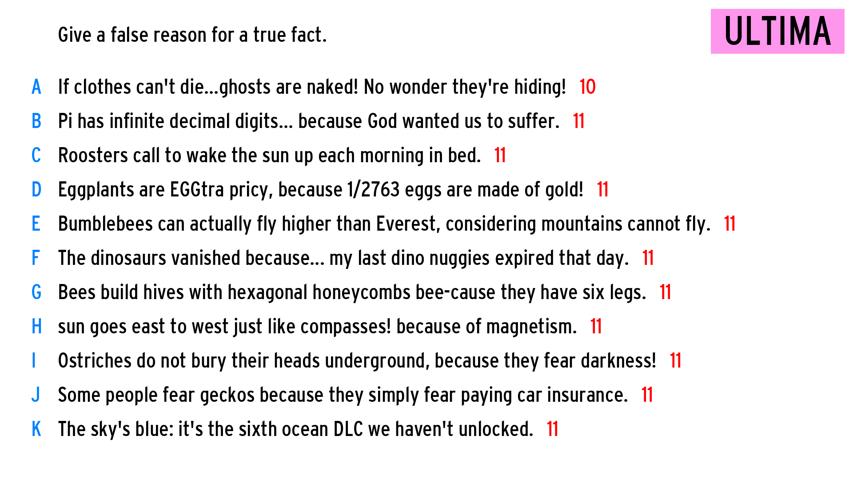 Give a false reason for a true fact.
ULTIMA
A If clothes can't die...ghosts are naked! No wonder they're hiding! 10
B Pi has infinite decimal digits... because God wanted us to suffer. 11
C Roosters call to wake the sun up each morning in bed. 11
D Eggplants are EGGtra pricy, because 1/2763 eggs are made of gold! 11
E Bumblebees can actually fly higher than Everest, considering mountains cannot fly. 11
F The dinosaurs vanished because... my last dino nuggies expired that day. 11
G Bees build hives with hexagonal honeycombs bee-cause they have six legs. 11
H sun goes east to west just like compasses! because of magnetism. 11
I Ostriches do not bury their heads underground, because they fear darkness! 11
J Some people fear geckos because they simply fear paying car insurance. 11
K The sky's blue: it's the sixth ocean DLC we haven't unlocked. 11